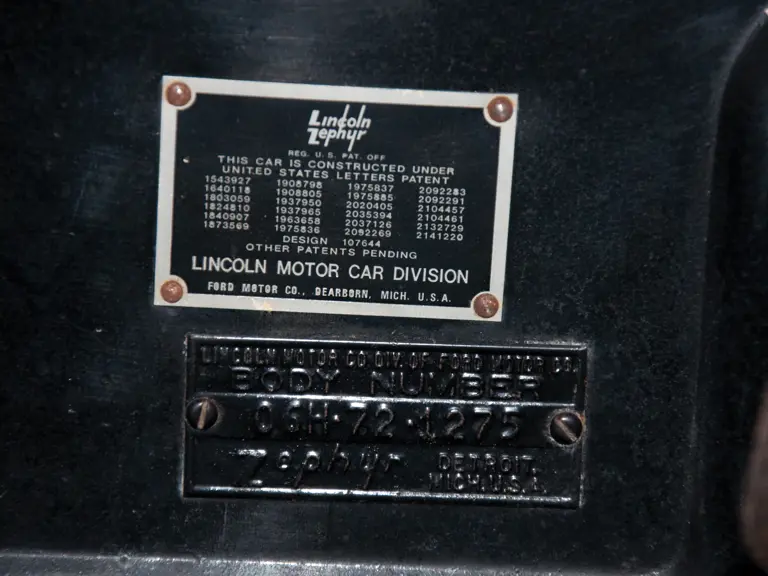 Lincoln
Zephyr
REG. U.S. PAT. OFF
THIS CAR IS CONSTRUCTED UNDER
UNITED STATES LETTERS PATENT
1543927 1908798 1975837 2092283
1640118 1908805 1975885 2092291
1803059 1937950 2020405 2104457
1824810 1937965 2035394 2104461
1840907 1963658 2037126 2132729
1873569 1975836 2092269 2141220
DESIGN 107644
OTHER PATENTS PENDING
LINCOLN MOTOR CAR DIVISION
FORD MOTOR CO., DEARBORN, MICH. U.S.A.
LINCOLN MOTOR CO DIV. OF FORD MOTOR CO.
BODY NUMBER
06H·72·1275
Zephyr DETROIT,
MICH.U.S.A.